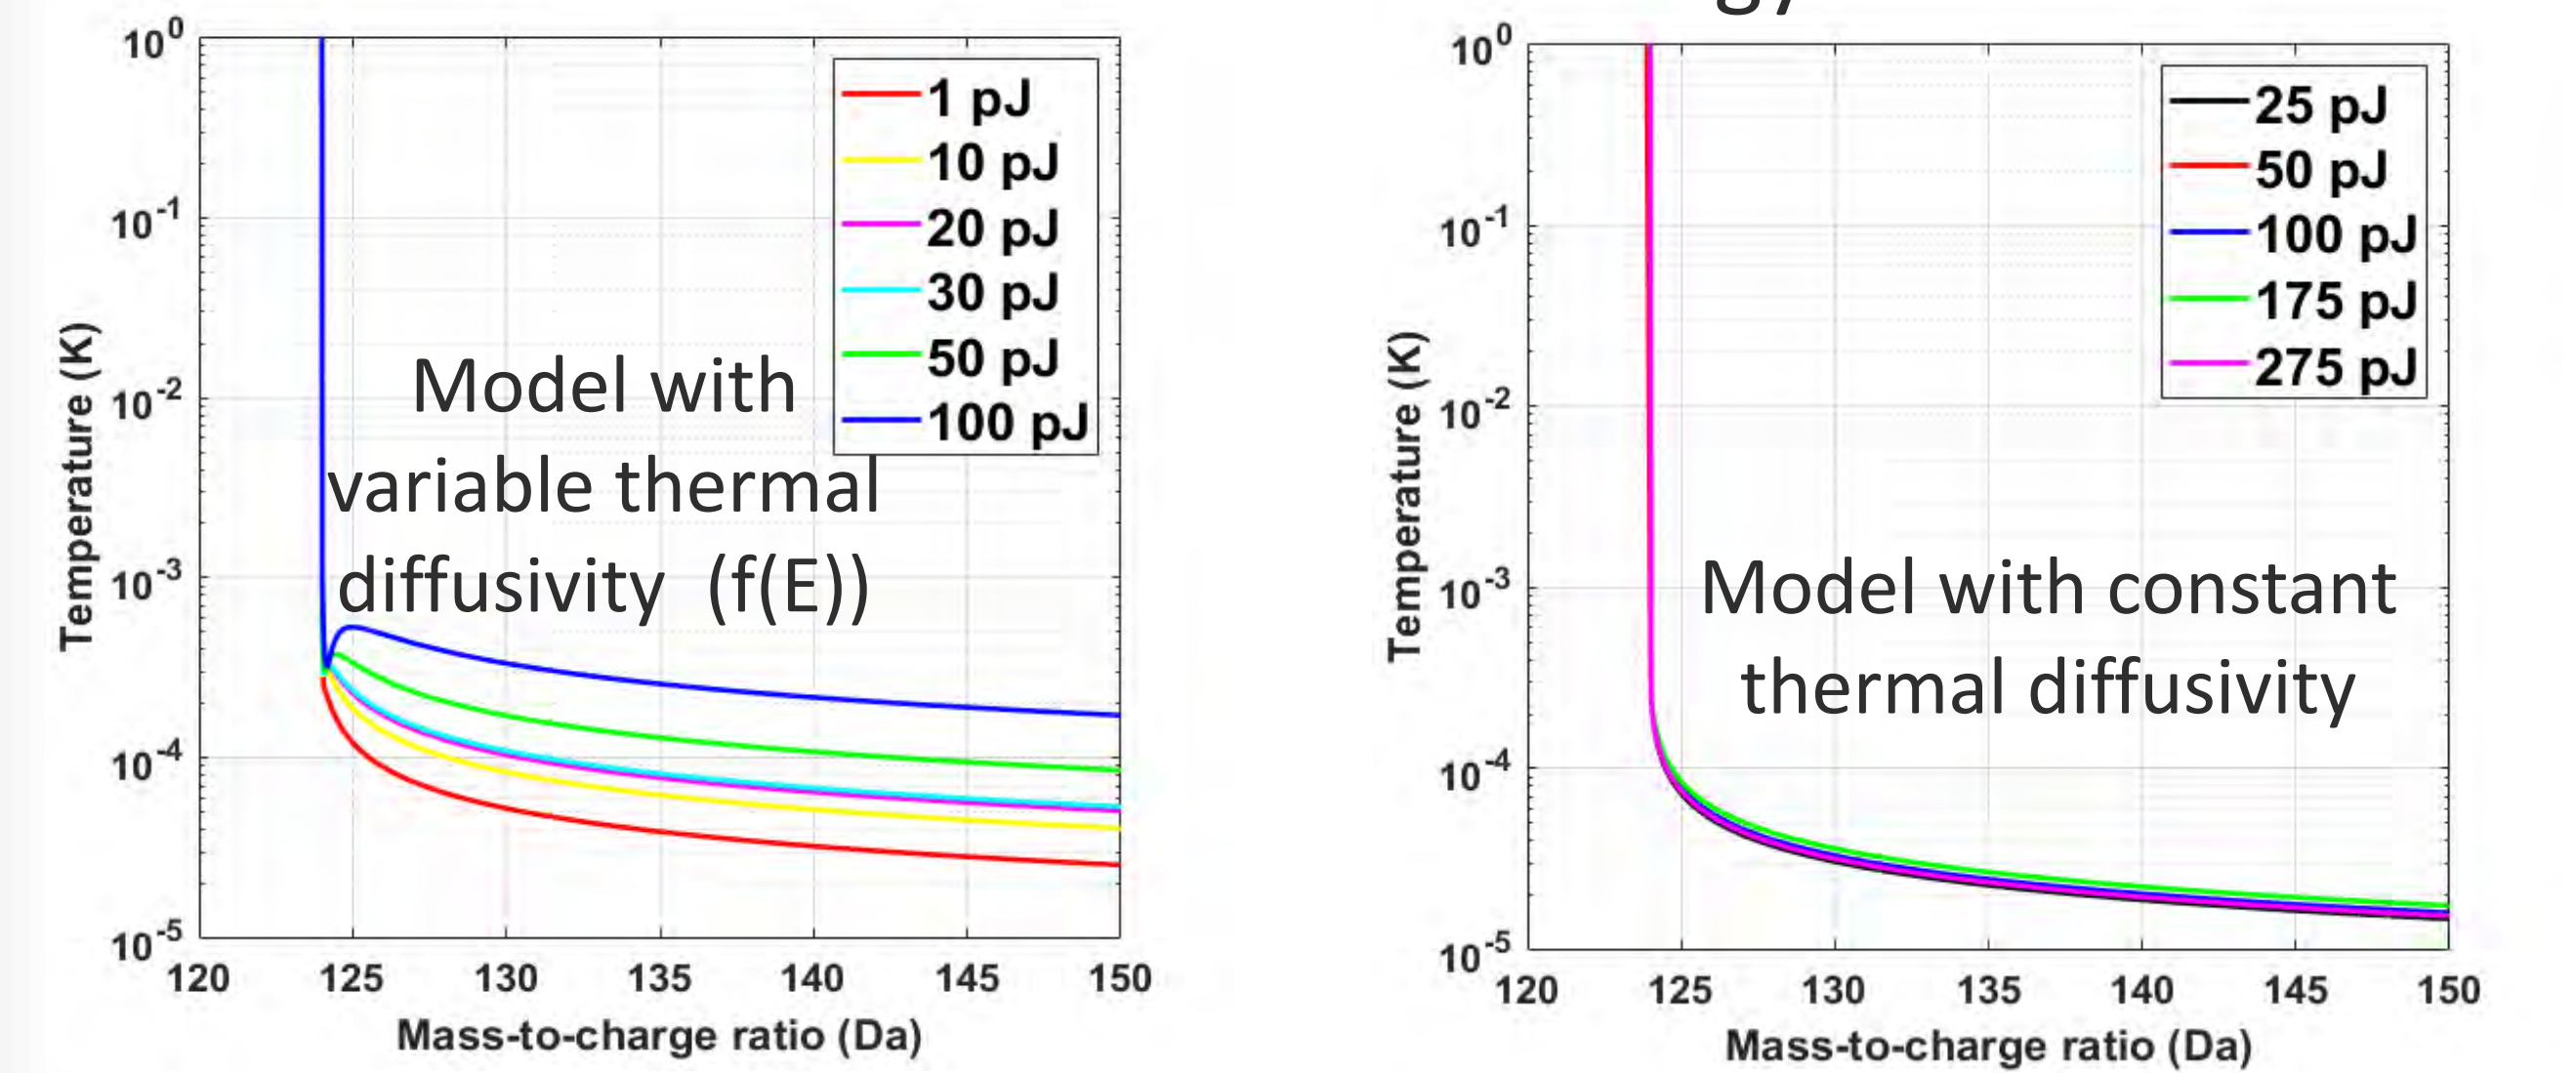 gy
10^0
10^-1
10^-2
10^-3
10^-4
10^-5
Temperature (K)
120 125 130 135 140 145 150
Mass-to-charge ratio (Da)
1 pJ
10 pJ
20 pJ
30 pJ
50 pJ
100 pJ
Model with
variable thermal
diffusivity (f(E))
10^0
10^-1
10^-2
10^-3
10^-4
10^-5
Temperature (K)
120 125 130 135 140 145 150
Mass-to-charge ratio (Da)
25 pJ
50 pJ
100 pJ
175 pJ
275 pJ
Model with constant
thermal diffusivity